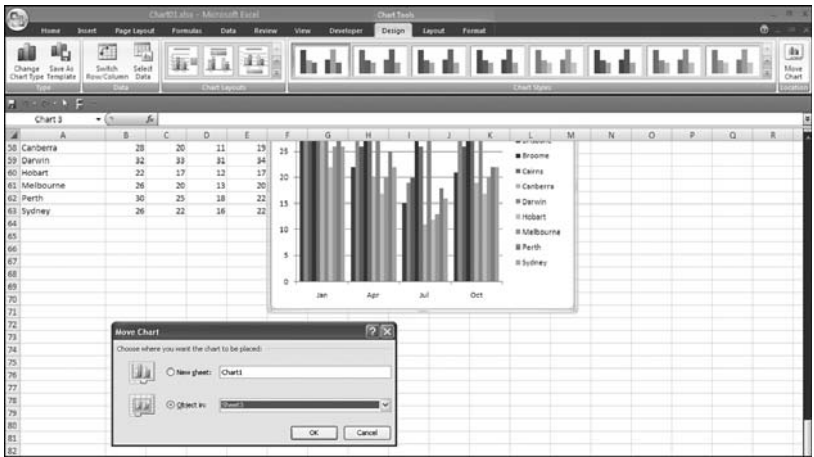 Chart01.xlsx - Microsoft Excel
Chart Tools
Home Insert Page Layout Formulas Data Review View Developer Design Layout Format
Change Chart Type
Save As Template
Switch Row/Column
Select Data
Move Chart
Type Data Chart Layouts Chart Styles Location
Chart 3 fx
A B C D E F G H I J K L M N O P Q R
58 Canberra 28 20 11 19
59 Darwin 32 33 31 34
60 Hobart 22 17 12 17
61 Melbourne 26 20 13 20
62 Perth 30 25 18 22
63 Sydney 26 22 16 22
64
65
66
67
68
69
70
71
72
73
74
75
76
77
78
79
80
81
82
25
20
15
10
5
0
Jan Apr Jul Oct
Brisbane
Broome
Cairns
Canberra
Darwin
Hobart
Melbourne
Perth
Sydney
Move Chart
Choose where you want the chart to be placed:
New sheet: Chart1
Object in: Sheet3
OK Cancel